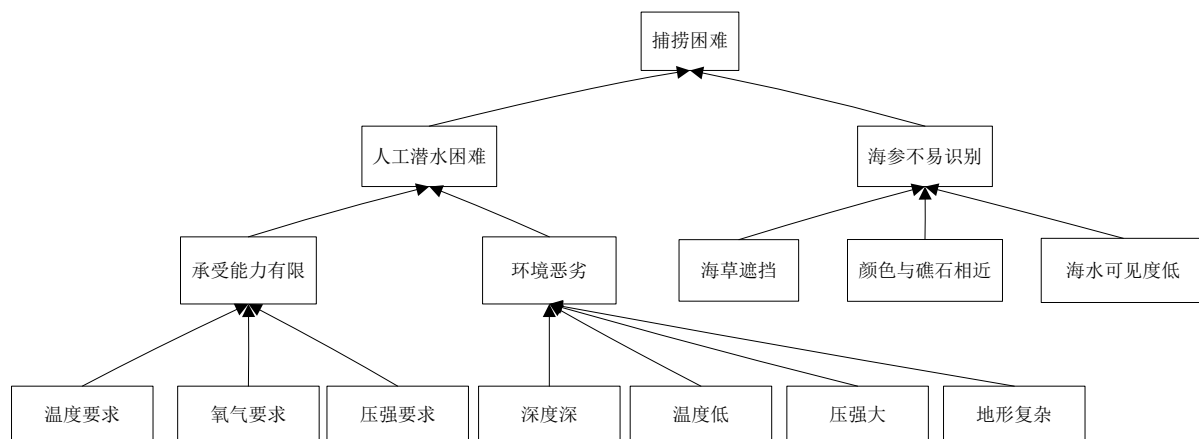 捕捞困难
人工潜水困难
海参不易识别
承受能力有限
环境恶劣
海草遮挡
颜色与礁石相近
海水可见度低
温度要求
氧气要求
压强要求
深度深
温度低
压强大
地形复杂